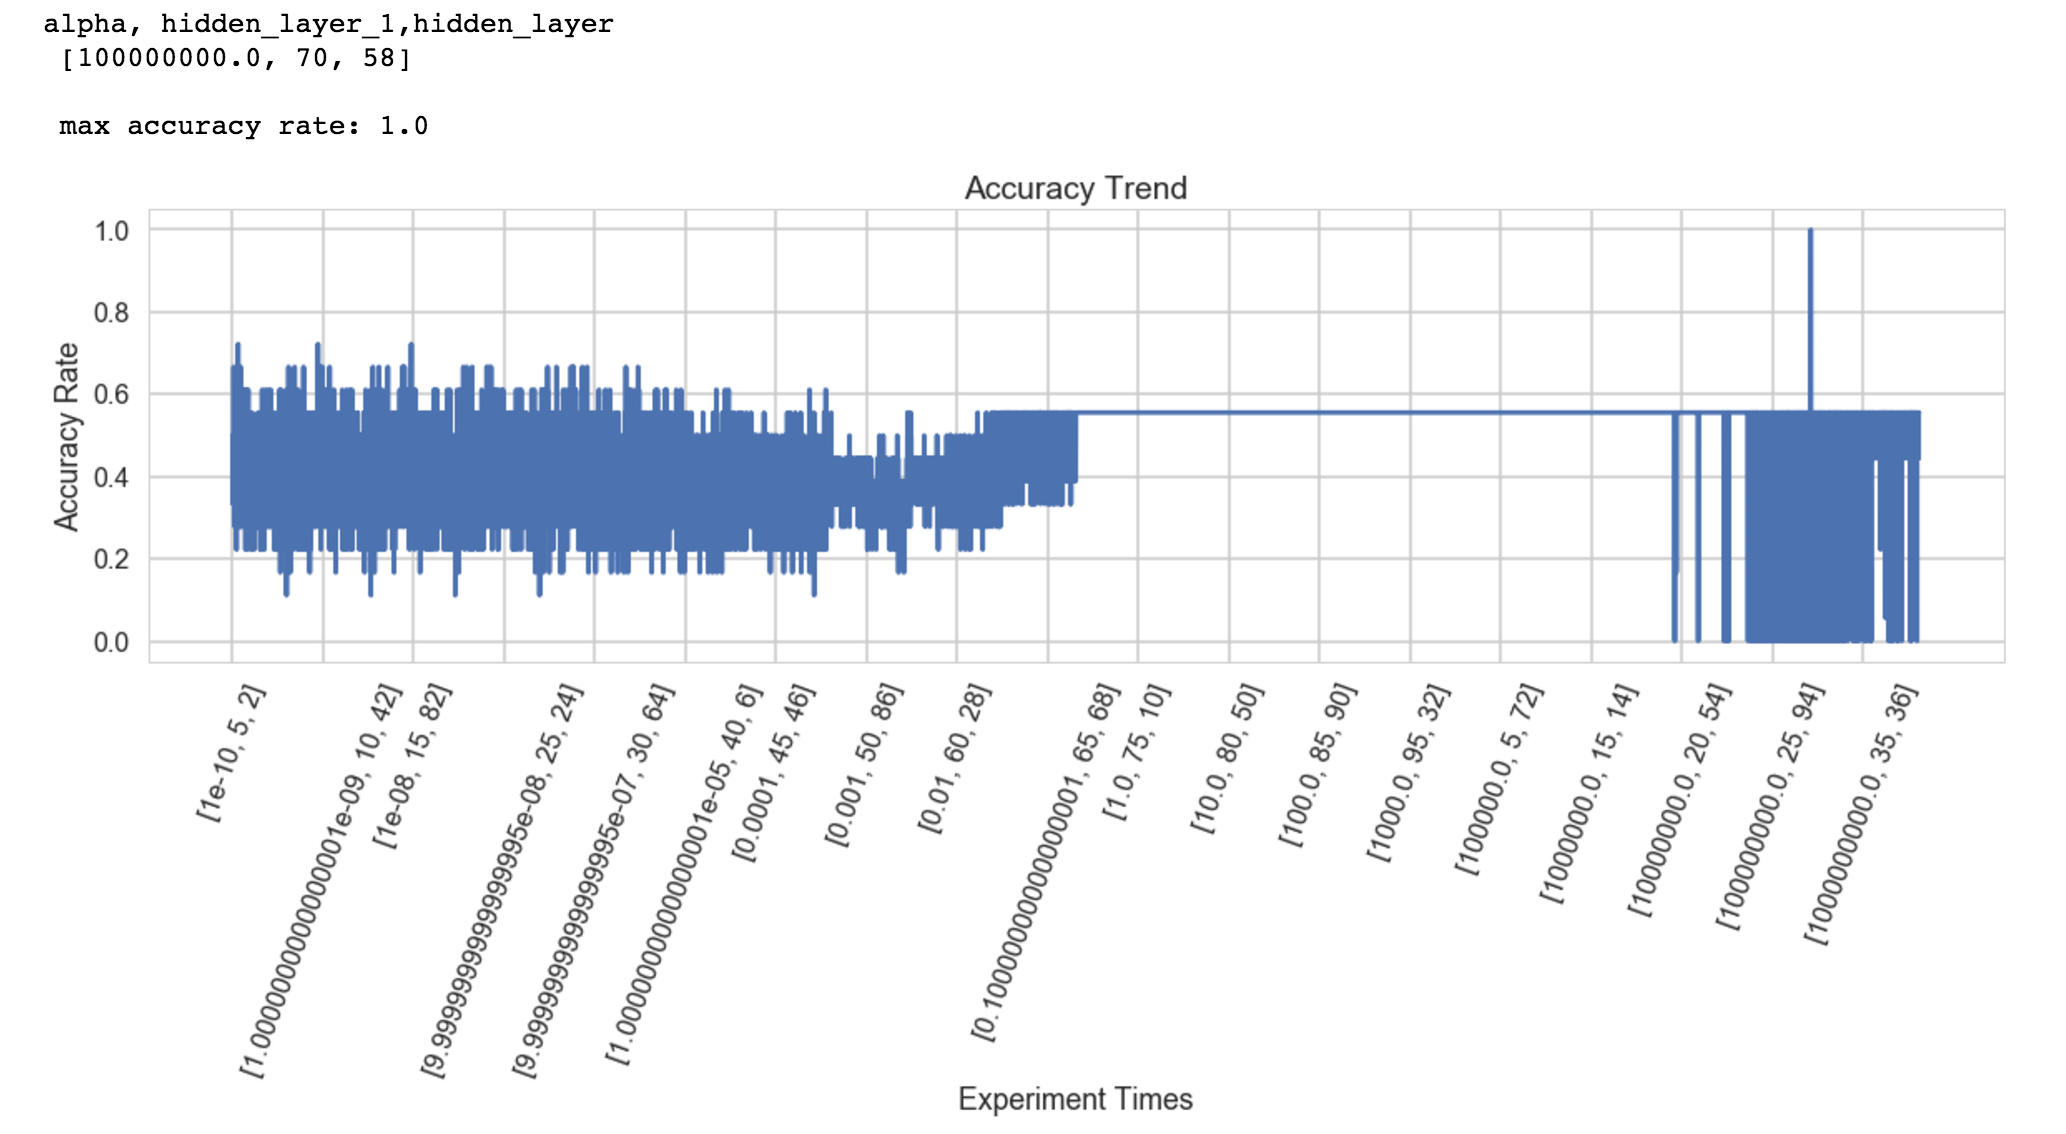 alpha, hidden_layer_1,hidden_layer
[100000000.0, 70, 58]
max accuracy rate: 1.0
Accuracy Trend
Accuracy Rate
1.0
0.8
0.6
0.4
0.2
0.0
[1e-10, 5, 2]
[1.0000000000000001e-09, 10, 42]
[1e-08, 15, 82]
[9.9999999999999995e-08, 25, 24]
[9.9999999999999995e-07, 30, 64]
[1.0000000000000001e-05, 40, 6]
[0.0001, 45, 46]
[0.001, 50, 86]
[0.01, 60, 28]
[0.10000000000000001, 65, 68]
[1.0, 75, 10]
[10.0, 80, 50]
[100.0, 85, 90]
[1000.0, 95, 32]
[100000.0, 5, 72]
[1000000.0, 15, 14]
[10000000.0, 20, 54]
[100000000.0, 25, 94]
[1000000000.0, 35, 36]
Experiment Times